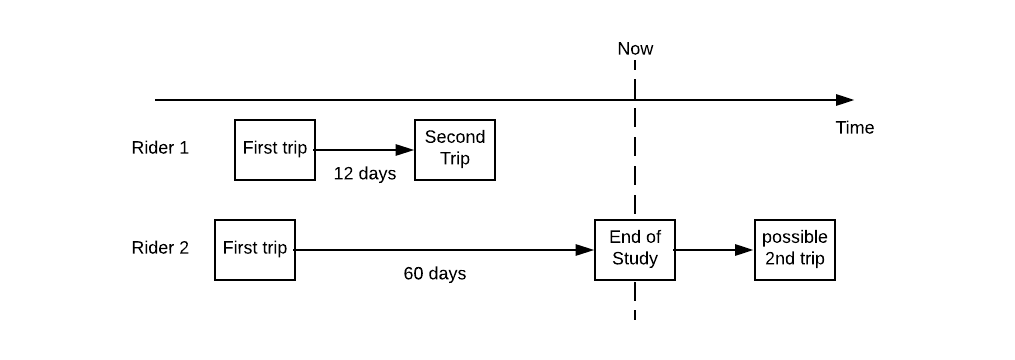 Now
Time
Rider 1
First trip
12 days
Second
Trip
Rider 2
First trip
60 days
End of
Study
possible
2nd trip